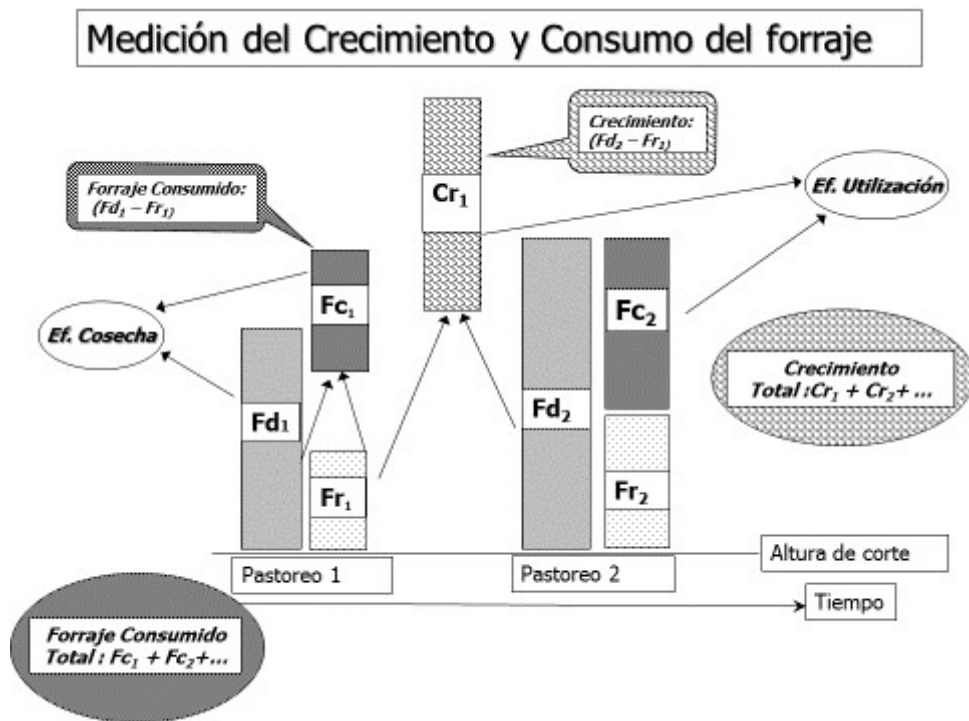 Medición del Crecimiento y Consumo del forraje
Crecimiento:
(Fd₂ – Fr₁)
Forraje Consumido:
(Fd₁ – Fr₁)
Cr₁
Ef. Utilización
Fc₁
Fc₂
Ef. Cosecha
Crecimiento
Total :Cr₁ + Cr₂+ ...
Fd₁
Fd₂
Fr₁
Fr₂
Altura de corte
Pastoreo 1
Pastoreo 2
Tiempo
Forraje Consumido
Total : Fc₁ + Fc₂+...